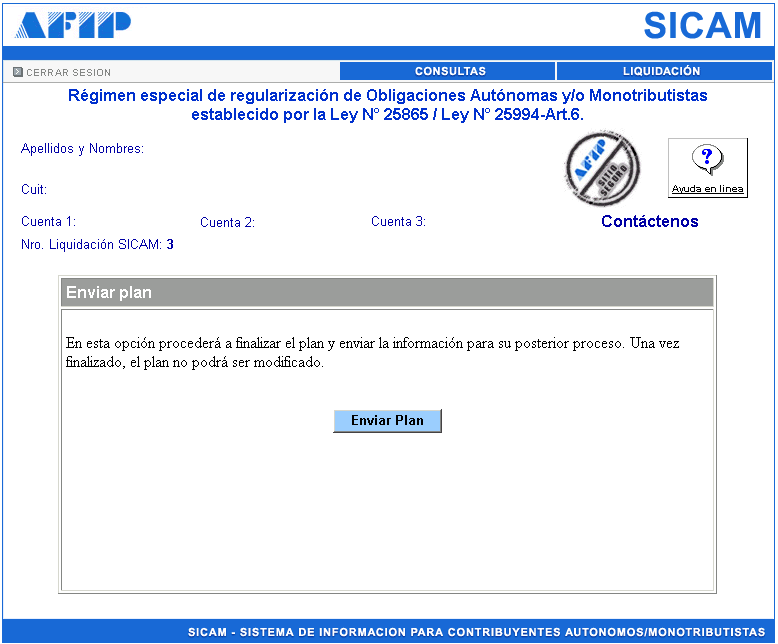 AFIP
SICAM
CERRAR SESION
CONSULTAS
LIQUIDACIÓN
Régimen especial de regularización de Obligaciones Autónomas y/o Monotributistas
establecido por la Ley N° 25865 / Ley N° 25994-Art.6.
Apellidos y Nombres:
AFIP
SITIO
SEGURO
?
Ayuda en linea
Cuit:
Cuenta 1:
Cuenta 2:
Cuenta 3:
Contáctenos
Nro. Liquidación SICAM: 3
Enviar plan
En esta opción procederá a finalizar el plan y enviar la información para su posterior proceso. Una vez
finalizado, el plan no podrá ser modificado.
Enviar Plan
SICAM - SISTEMA DE INFORMACION PARA CONTRIBUYENTES AUTONOMOS/MONOTRIBUTISTAS